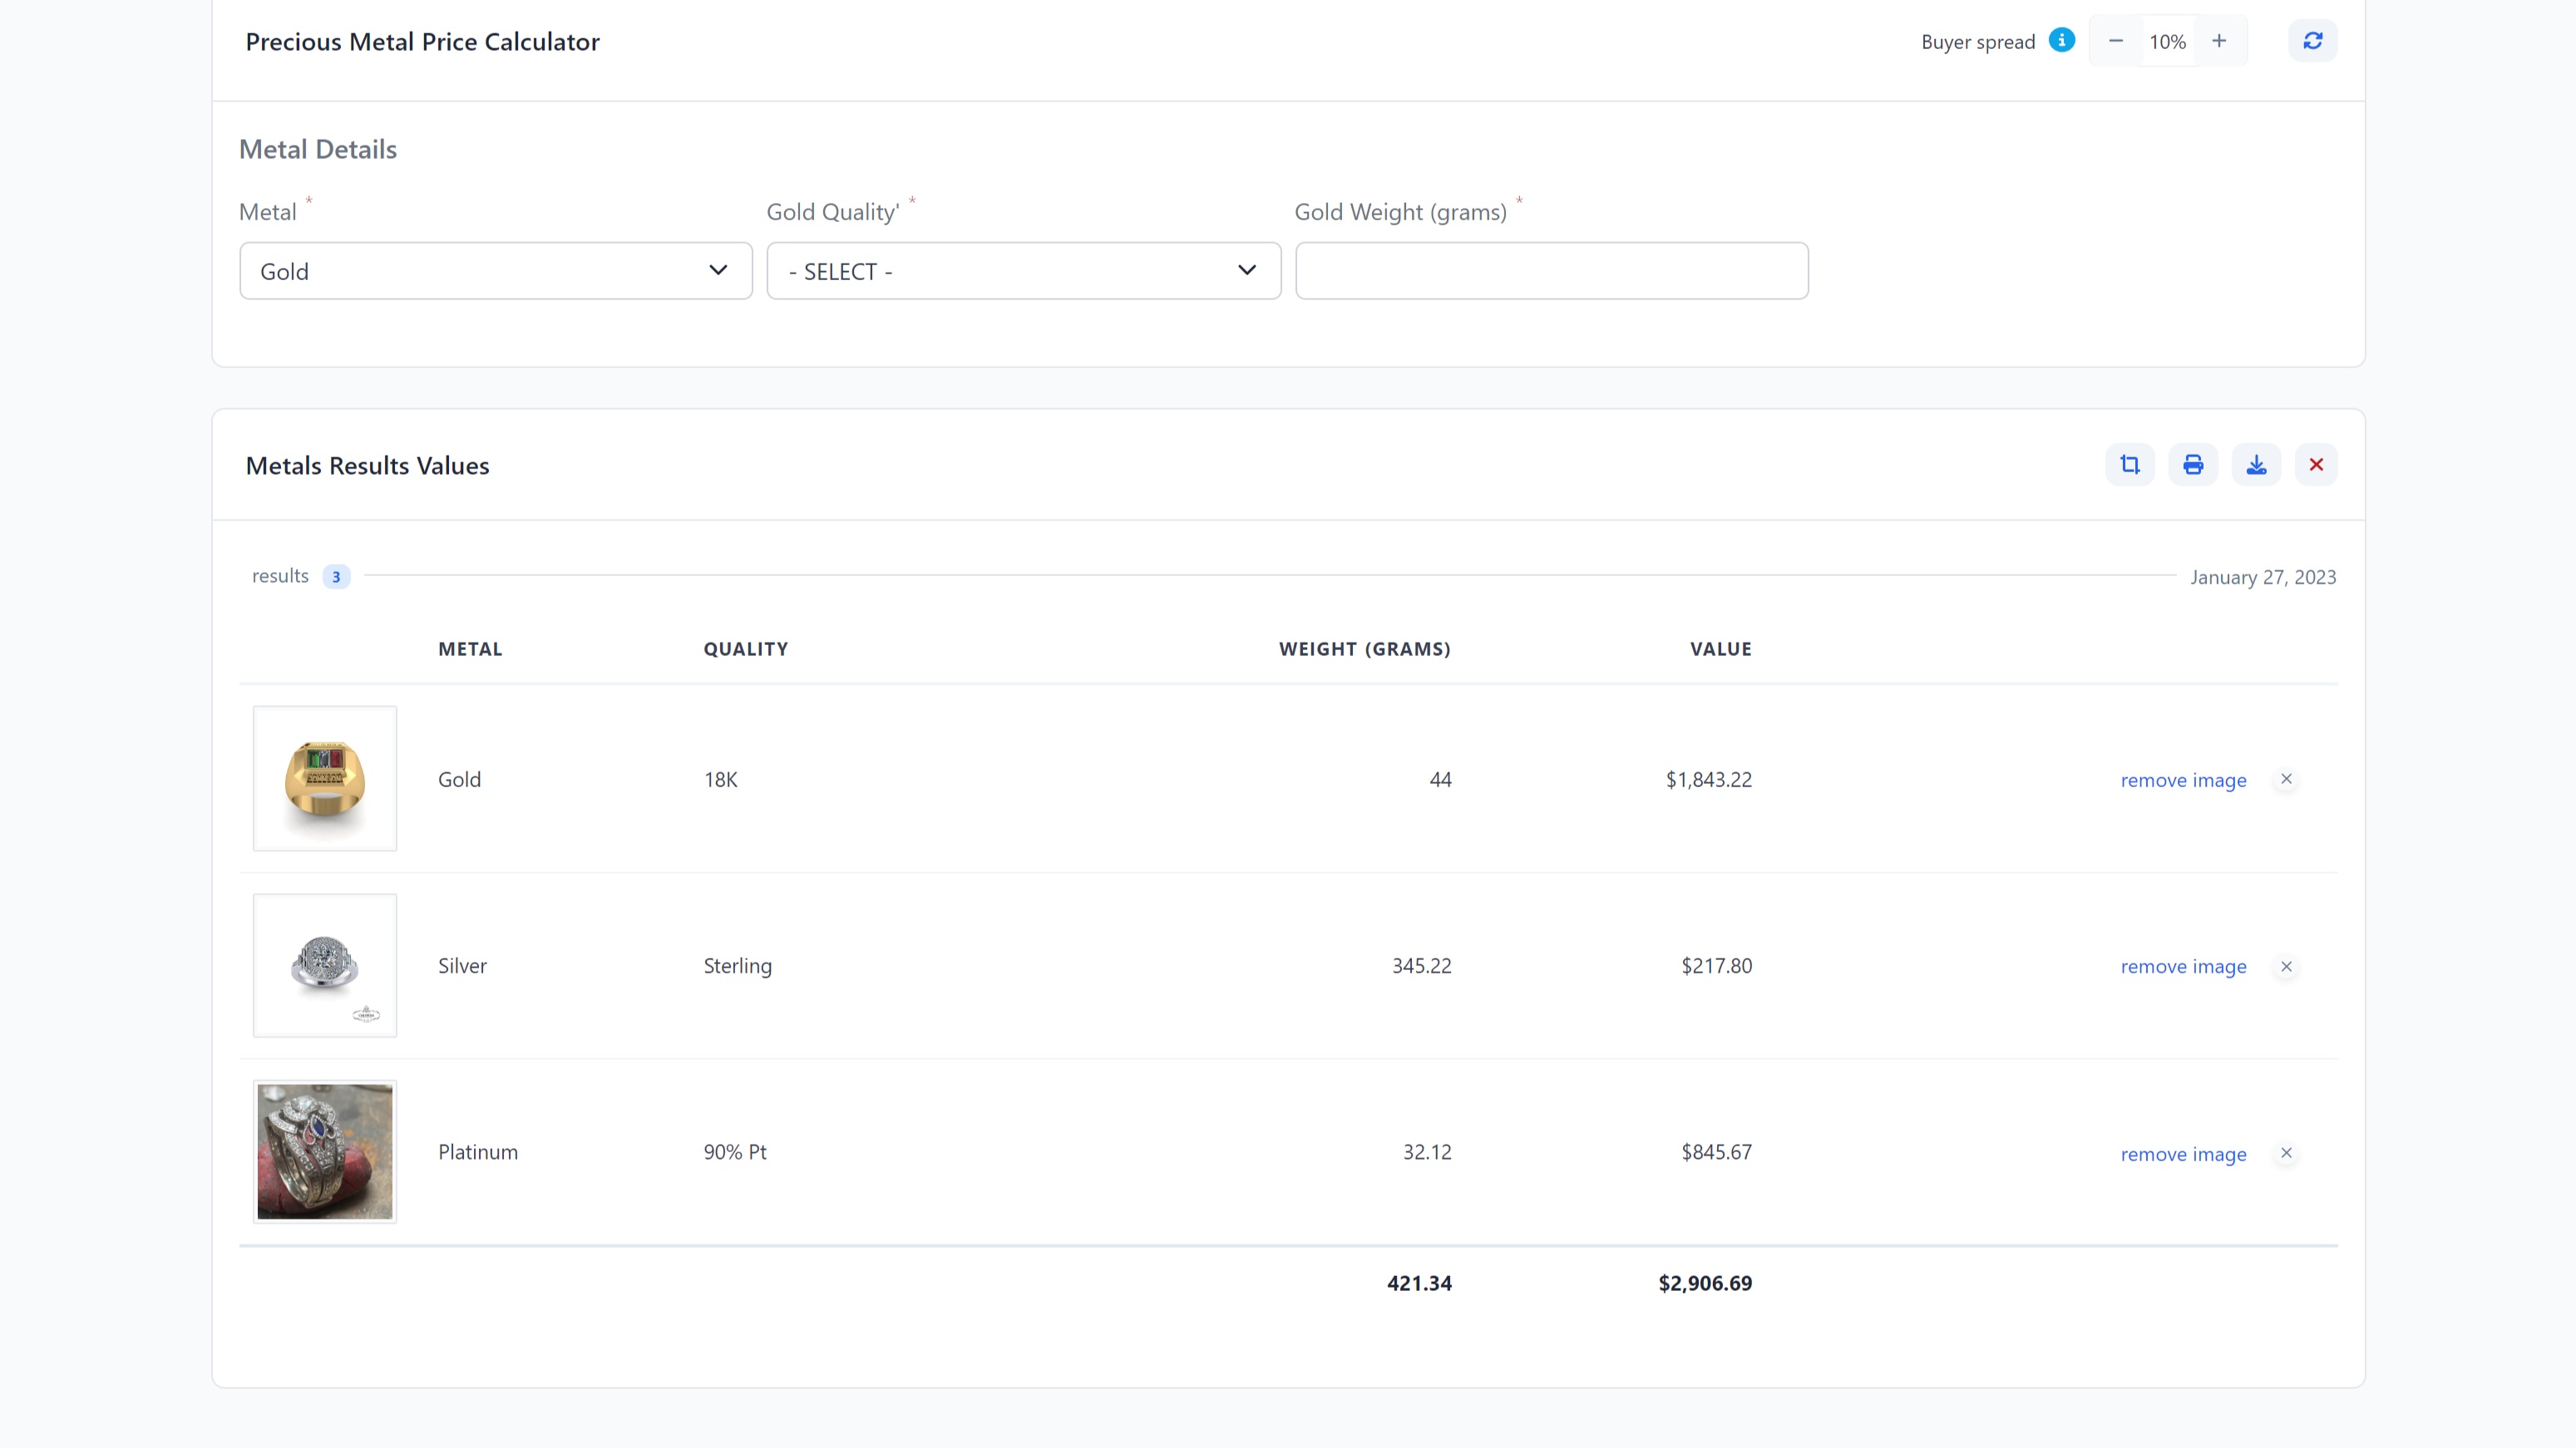 Precious Metal Price Calculator
Buyer spread
10%
Metal Details
Metal *
Gold Quality' *
Gold Weight (grams) *
Gold
- SELECT -
Metals Results Values
results 3
January 27, 2023
METAL QUALITY WEIGHT (GRAMS) VALUE
Gold 18K 44 $1,843.22 remove image
Silver Sterling 345.22 $217.80 remove image
Platinum 90% Pt 32.12 $845.67 remove image
421.34 $2,906.69